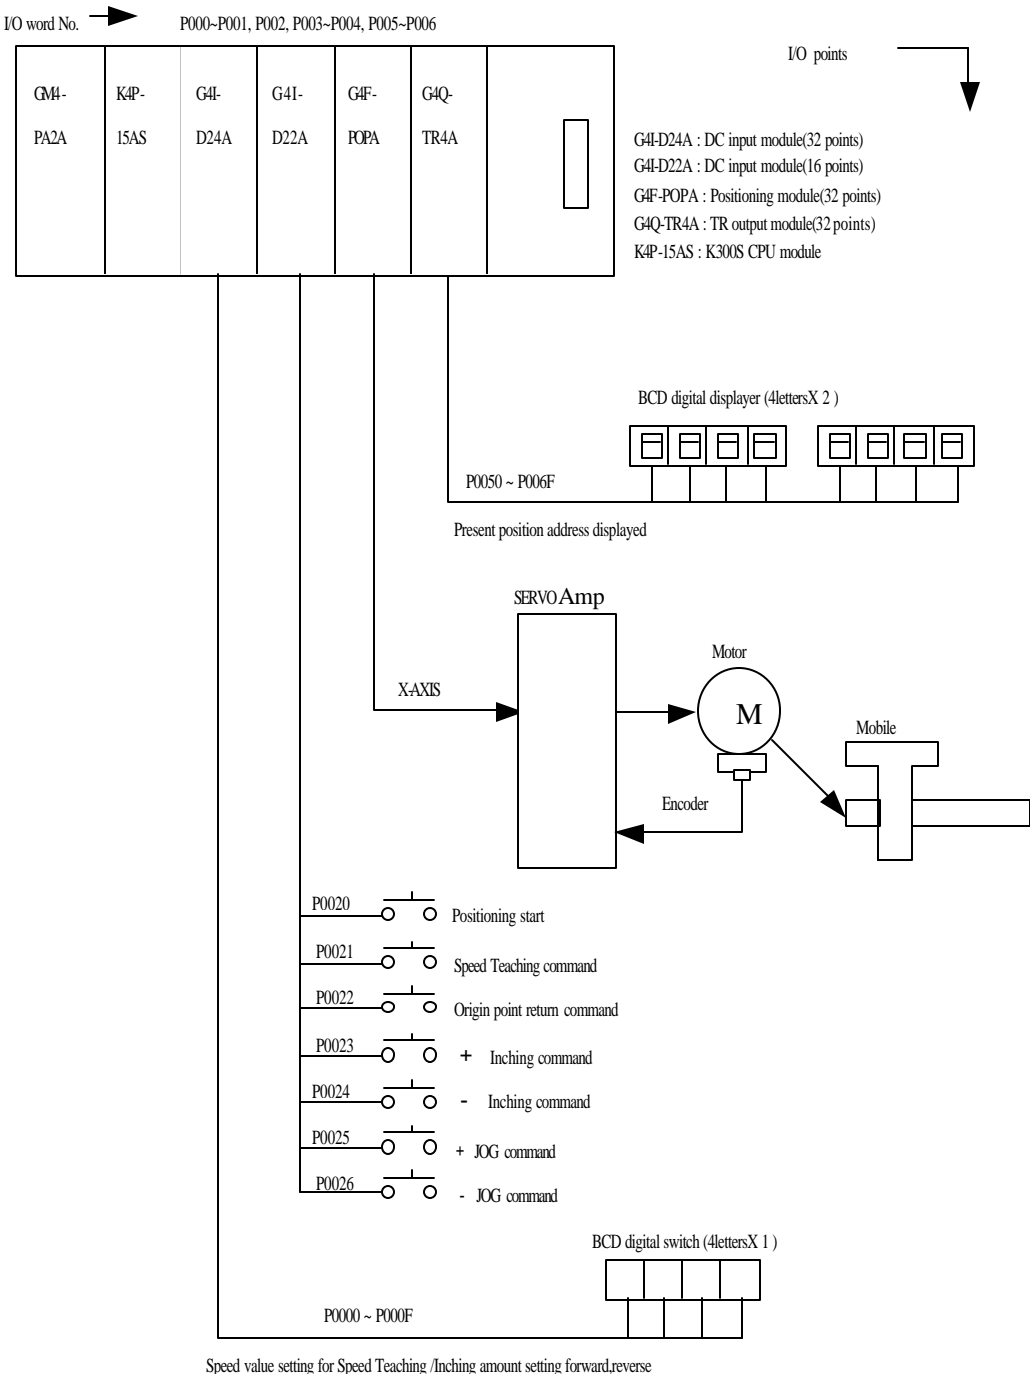 I/O word No.
P000~P001, P002, P003~P004, P005~P006
GM4-
PA2A
K4P-
15AS
G4I-
D24A
G4I-
D22A
G4F-
POPA
G4Q-
TR4A
I/O points
G4I-D24A : DC input module(32 points)
G4I-D22A : DC input module(16 points)
G4F-POPA : Positioning module(32 points)
G4Q-TR4A : TR output module(32 points)
K4P-15AS : K300S CPU module
BCD digital displayer (4lettersX 2 )
P0050 ~ P006F
Present position address displayed
SERVO Amp
Motor
M
X-AXIS
Mobile
Encoder
P0020
Positioning start
P0021
Speed Teaching command
P0022
Origin point return command
P0023
+ Inching command
P0024
- Inching command
P0025
+ JOG command
P0026
- JOG command
BCD digital switch (4lettersX 1 )
P0000 ~ P000F
Speed value setting for Speed Teaching /Inching amount setting forward,reverse